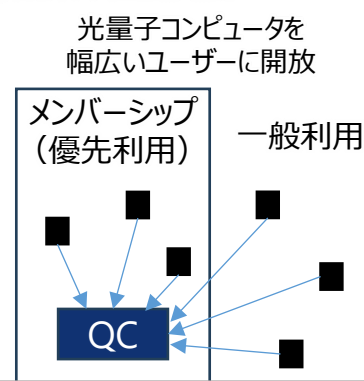 光量子コンピュータを
幅広いユーザーに開放
メンバーシップ
（優先利用）
一般利用
QC